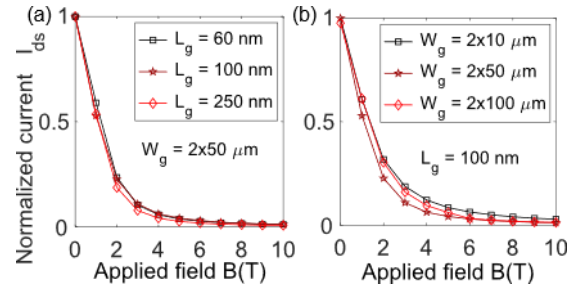 (a)
Normalized current I_ds
1
0.5
0
0 2 4 6 8 10
Applied field B(T)
L_g = 60 nm
L_g = 100 nm
L_g = 250 nm
W_g = 2x50 μm
(b)
1
0.5
0
0 2 4 6 8 10
Applied field B(T)
W_g = 2x10 μm
W_g = 2x50 μm
W_g = 2x100 μm
L_g = 100 nm